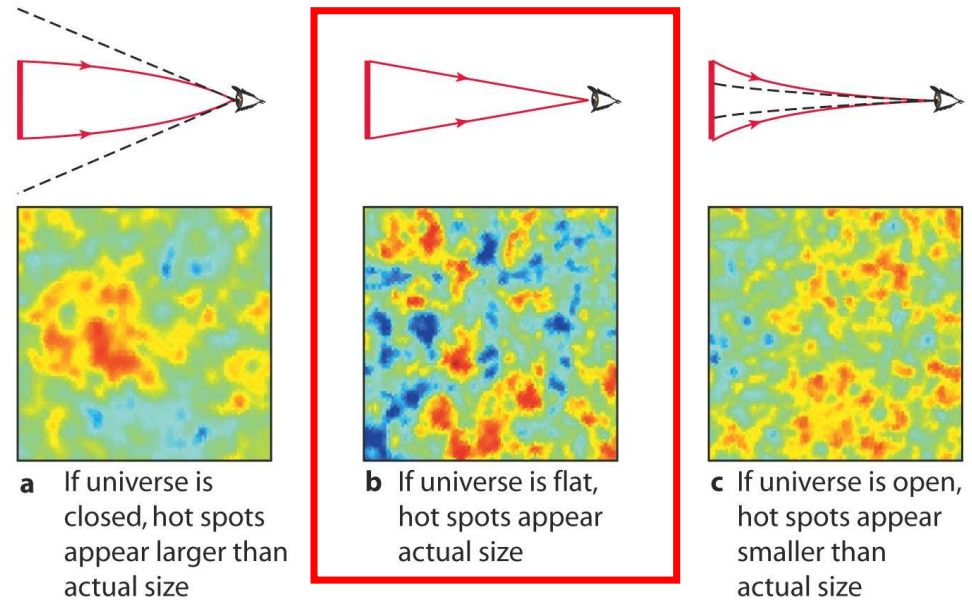 a If universe is
closed, hot spots
appear larger than
actual size
b If universe is flat,
hot spots appear
actual size
c If universe is open,
hot spots appear
smaller than
actual size